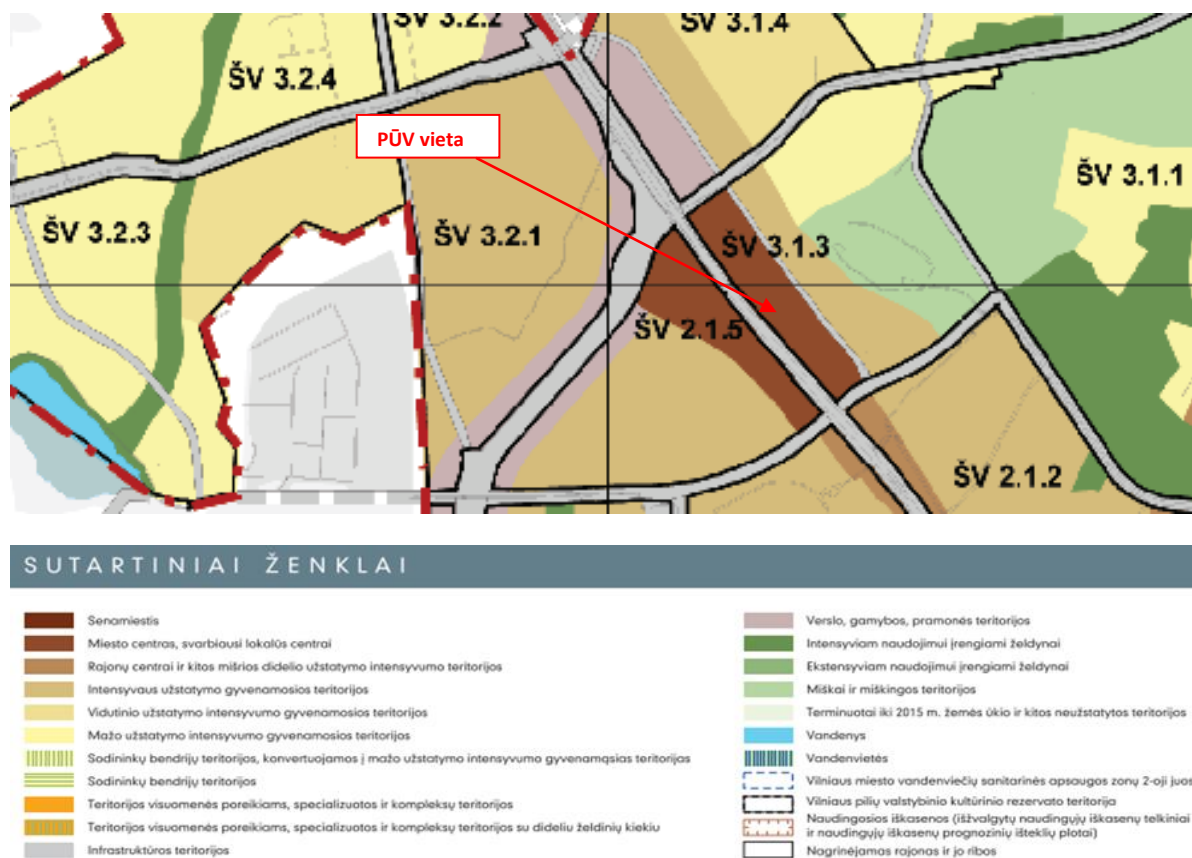 ŠV 3.2.2
ŠV 3.1.4
ŠV 3.2.4
PŪV vieta
ŠV 3.1.1
ŠV 3.2.3
ŠV 3.2.1
ŠV 3.1.3
ŠV 2.1.5
ŠV 2.1.2
SUTARTINIAI ŽENKLAI
Senamiestis
Miesto centras, svarbiausi lokalūs centrai
Rajonų centrai ir kitos mišrios didelio užstatymo intensyvumo teritorijos
Intensyvaus užstatymo gyvenamosios teritorijos
Vidutinio užstatymo intensyvumo gyvenamosios teritorijos
Mažo užstatymo intensyvumo gyvenamosios teritorijos
Sodininkų bendrijų teritorijos, konvertuojamos į mažo užstatymo intensyvumo gyvenamąsias teritorijas
Sodininkų bendrijų teritorijos
Teritorijos visuomenės poreikiams, specializuotos ir kompleksų teritorijos
Teritorijos visuomenės poreikiams, specializuotos ir kompleksų teritorijos su dideliu želdinių kiekiu
Infrastruktūros teritorijos
Verslo, gamybos, pramonės teritorijos
Intensyviam naudojimui įrengiami želdynai
Ekstensyviam naudojimui įrengiami želdynai
Miškai ir miškingos teritorijos
Terminuotai iki 2015 m. žemės ūkio ir kitos neužstatytos teritorijos
Vandenys
Vandenvietės
Vilniaus miesto vandenviečių sanitarinės apsaugos zonų 2-oji juos
Vilniaus pilių valstybinio kultūrinio rezervato teritorija
Naudingosios iškasenos (išžvalgytų naudingųjų iškasenų telkiniai
ir naudingųjų iškasenų prognozinių išteklių plotai)
Nagrinėjamas rajonas ir jo ribos